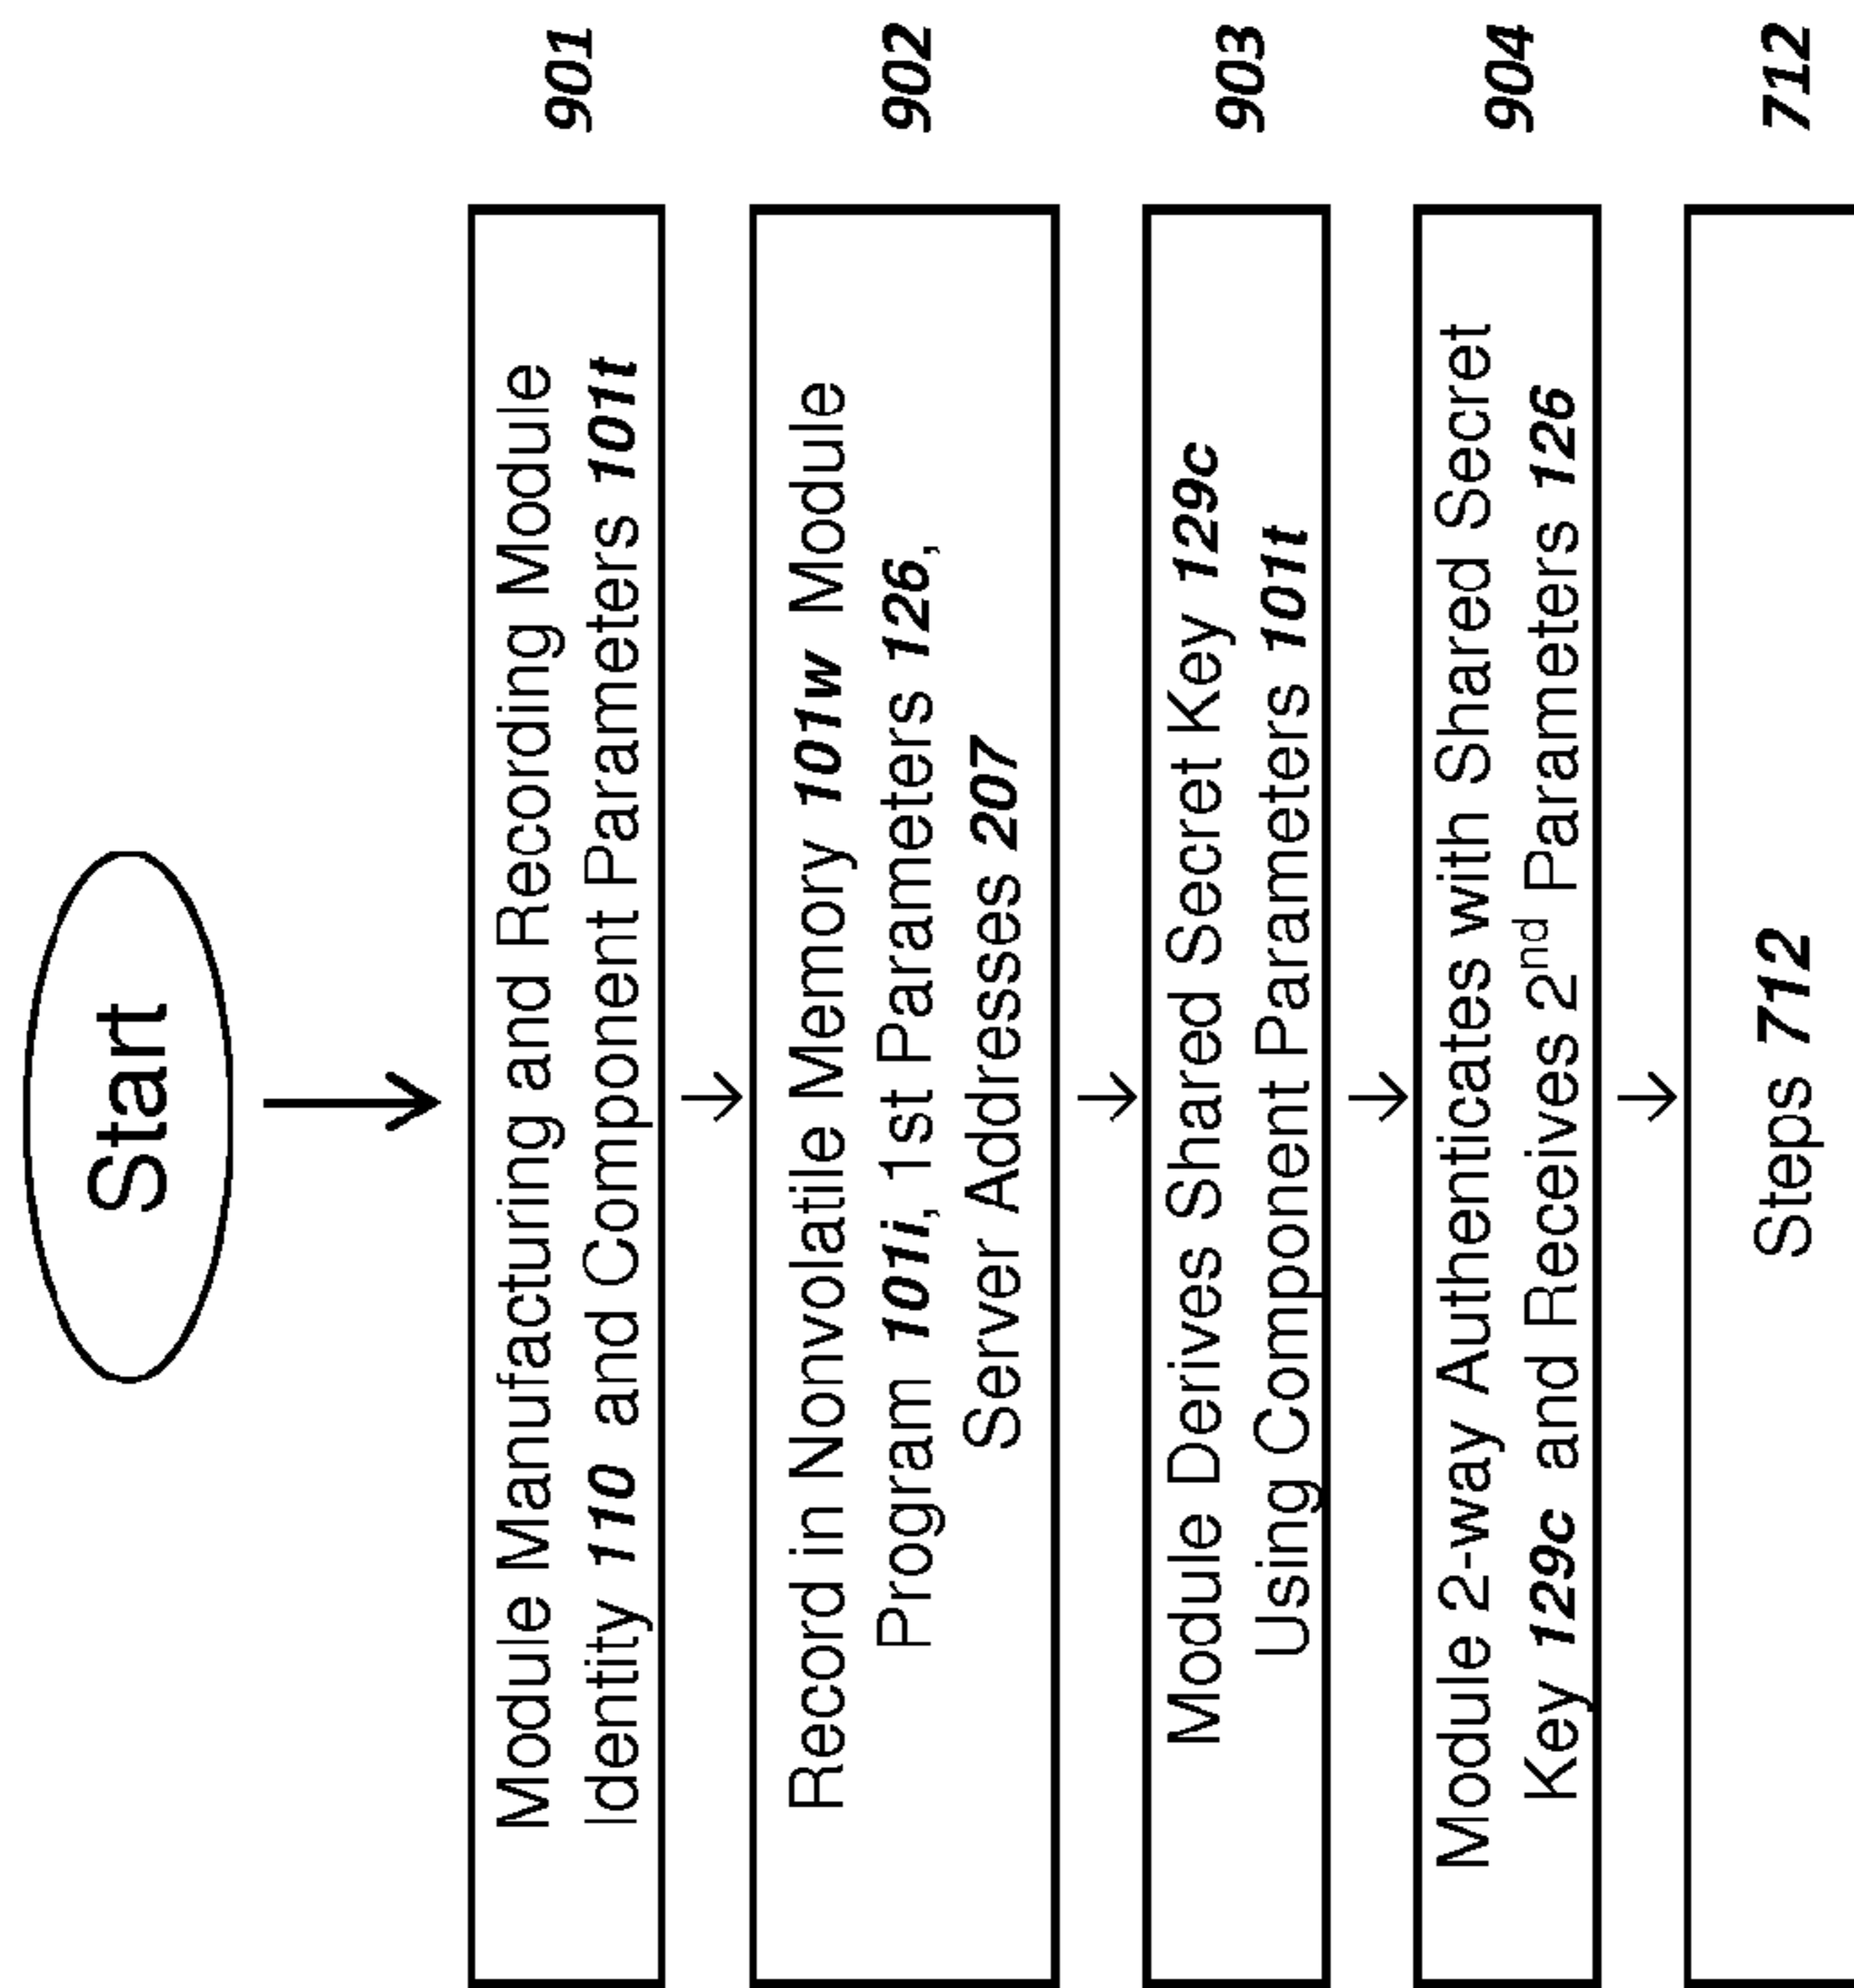 Start
Module Manufacturing and Recording Module
Identity 110 and Component Parameters 101t
901
Record in Nonvolatile Memory 101w Module
Program 101i, 1st Parameters 126,
Server Addresses 207
902
Module Derives Shared Secret Key 129c
Using Component Parameters 101t
903
Module 2-way Authenticates with Shared Secret
Key 129c and Receives 2nd Parameters 126
904
Steps 712
712